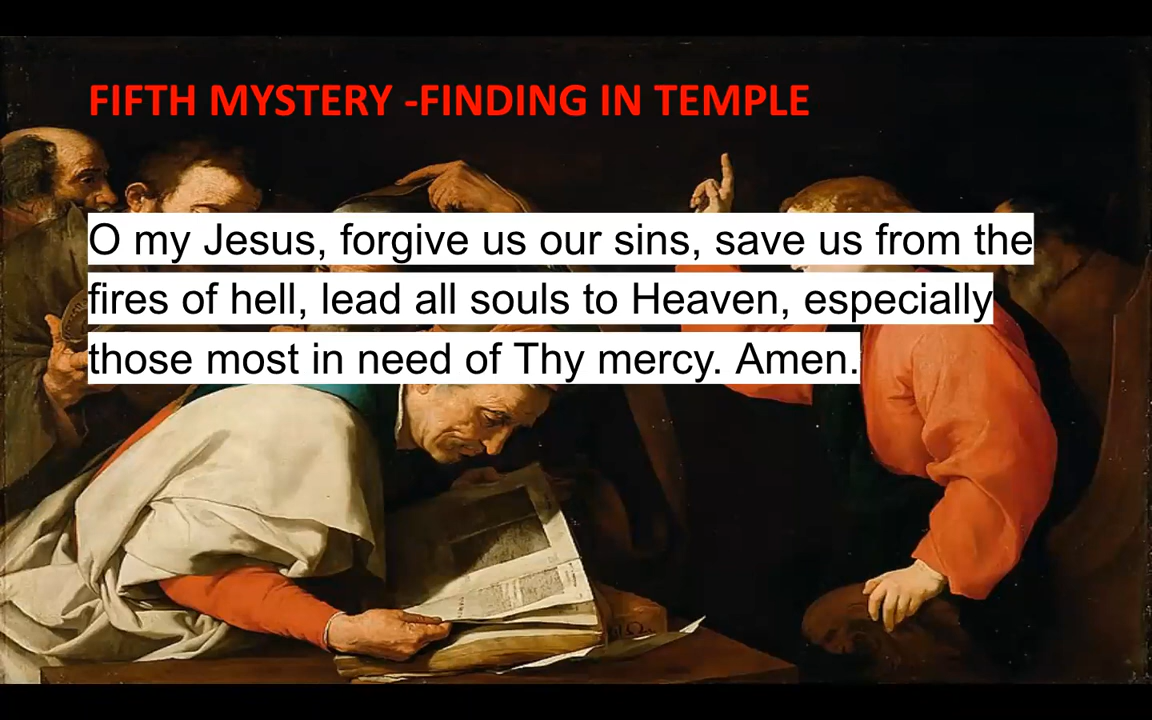 FIFTH MYSTERY -FINDING IN TEMPLE
O my Jesus, forgive us our sins, save us from the
fires of hell, lead all souls to Heaven, especially
those most in need of Thy mercy. Amen.